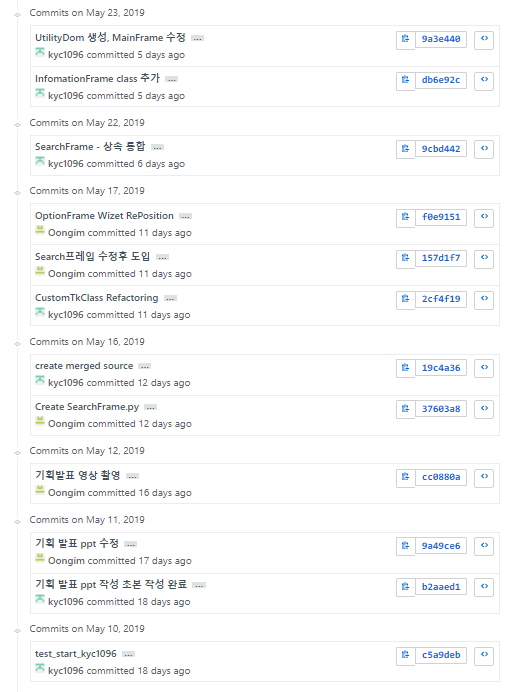 Commits on May 23, 2019
UtilityDom 생성, MainFrame 수정 …
kyc1096 committed 5 days ago
9a3e440
InfomationFrame class 추가 …
kyc1096 committed 5 days ago
db6e92c
Commits on May 22, 2019
SearchFrame - 상속 통합 …
kyc1096 committed 6 days ago
9cbd442
Commits on May 17, 2019
OptionFrame Wizet RePosition …
Oongim committed 11 days ago
f0e9151
Search프레임 수정후 도입 …
Oongim committed 11 days ago
157d1f7
CustomTkClass Refactoring …
kyc1096 committed 11 days ago
2cf4f19
Commits on May 16, 2019
create merged source …
kyc1096 committed 12 days ago
19c4a36
Create SearchFrame.py …
Oongim committed 12 days ago
37603a8
Commits on May 12, 2019
기획발표 영상 촬영 …
Oongim committed 16 days ago
cc0880a
Commits on May 11, 2019
기획 발표 ppt 수정 …
Oongim committed 17 days ago
9a49ce6
기획 발표 ppt 작성 초본 작성 완료 …
kyc1096 committed 18 days ago
b2aaed1
Commits on May 10, 2019
test_start_kyc1096 …
kyc1096 committed 18 days ago
c5a9deb